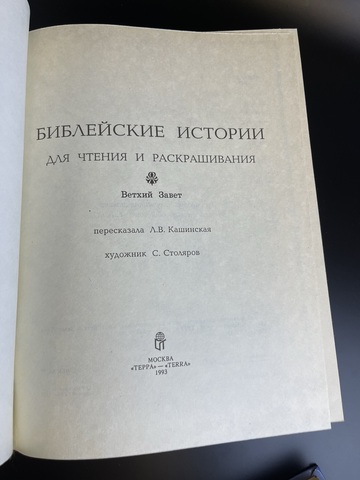 БИБЛЕЙСКИЕ ИСТОРИИ
ДЛЯ ЧТЕНИЯ И РАСКРАШИВАНИЯ
Ветхий Завет
пересказала Л.В. Кашинская
художник С. Столяров
МОСКВА
«ТЕРРА» — «TERRA»
1993